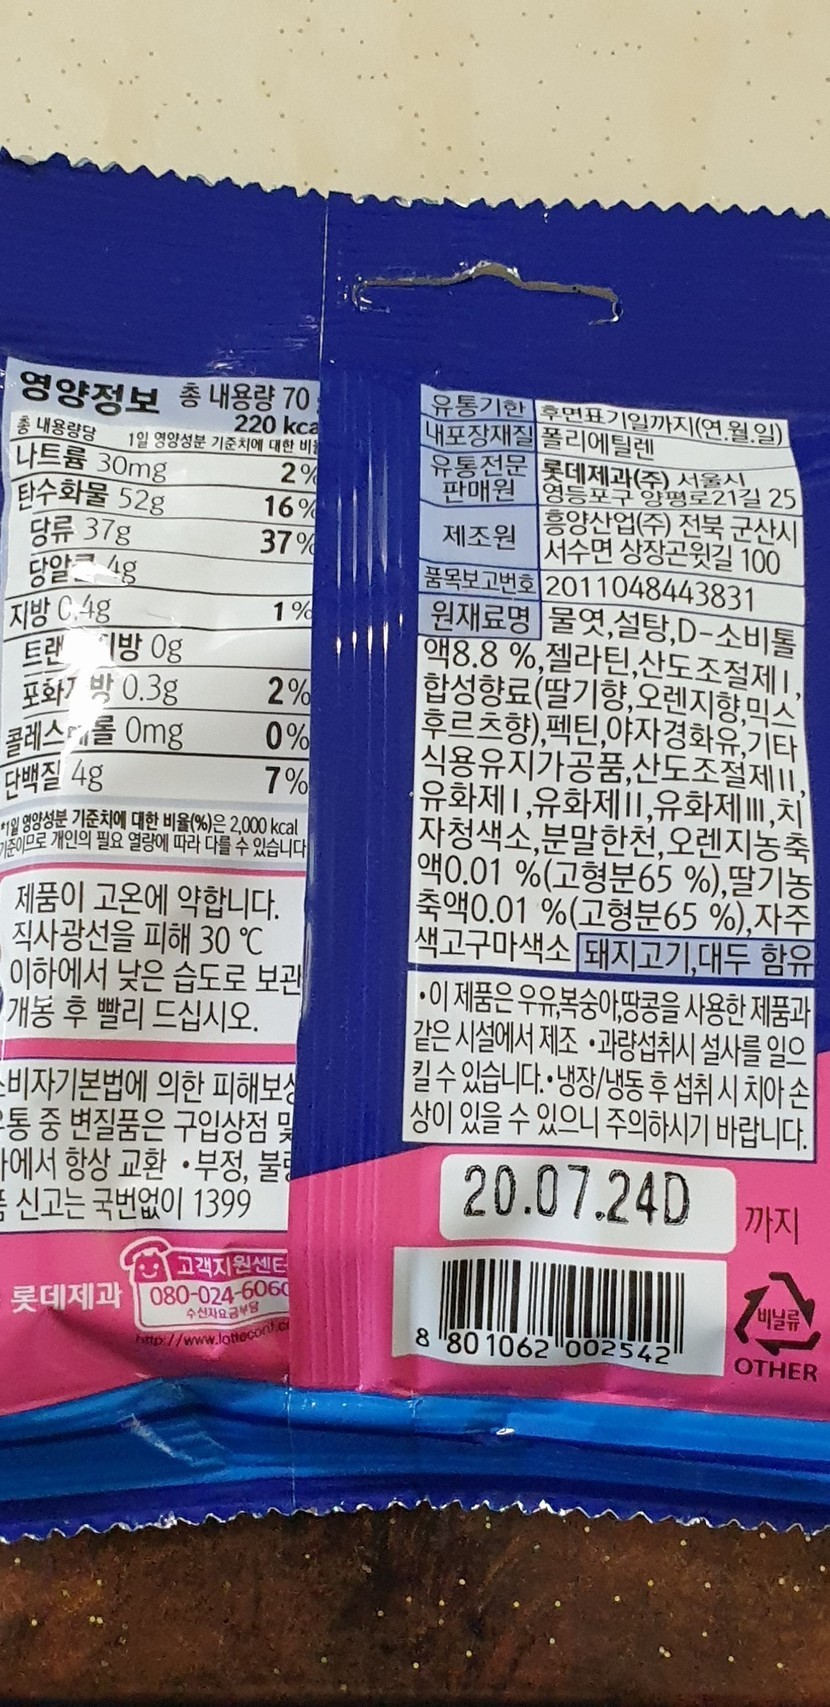 영양정보 총 내용량 70
220 kca
총 내용량당 1일 영양성분 기준치에 대한 비율
나트륨 30mg 2%
탄수화물 52g 16%
당류 37g 37%
당알 4g
지방 0.4g 1%
트랜 지방 0g
포화지방 0.3g 2%
콜레스테롤 0mg 0%
단백질 4g 7%
*1일 영양성분 기준치에 대한 비율(%)은 2,000 kcal
기준이므로 개인의 필요 열량에 따라 다를 수 있습니다
제품이 고온에 약합니다.
직사광선을 피해 30 ℃
이하에서 낮은 습도로 보관
개봉 후 빨리 드십시오.
소비자기본법에 의한 피해보상
유통 중 변질품은 구입상점 및
에서 항상 교환 •부정, 불량
품 신고는 국번없이 1399
롯데제과
고객지원센터
080-024-6060
수신자요금부담
http://www.lotteconf.c
유통기한 후면표기일까지(연.월.일)
내포장재질 폴리에틸렌
유통전문판매원 롯데제과(주) 서울시
영등포구 양평로21길 25
제조원 흥양산업(주) 전북 군산시
서수면 상장곤윗길 100
품목보고번호 2011048443831
원재료명 물엿,설탕,D-소비톨
액8.8 %,젤라틴,산도조절제Ⅰ,
합성향료(딸기향,오렌지향,믹스
후르츠향),펙틴,야자경화유,기타
식용유지가공품,산도조절제Ⅱ,
유화제Ⅰ,유화제Ⅱ,유화제Ⅲ,치
자청색소,분말한천,오렌지농축
액0.01 %(고형분65 %),딸기농
축액0.01 %(고형분65 %),자주
색고구마색소 돼지고기,대두 함유
•이 제품은 우유,복숭아,땅콩을 사용한 제품과
같은 시설에서 제조 •과량섭취시 설사를 일으
킬 수 있습니다.•냉장/냉동 후 섭취 시 치아 손
상이 있을 수 있으니 주의하시기 바랍니다.
20.07.24D 까지
8 801062 002542
비닐류
OTHER